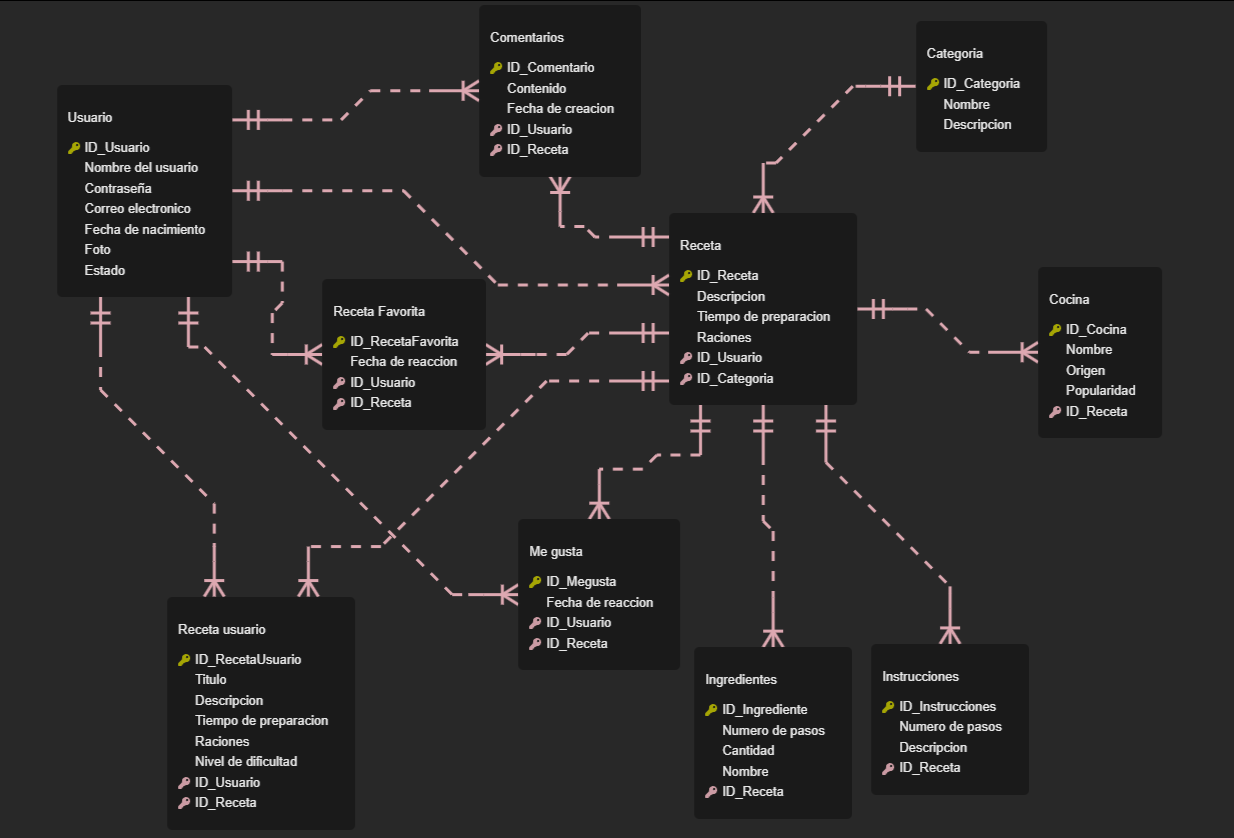 Comentarios
ID_Comentario
Contenido
Fecha de creacion
ID_Usuario
ID_Receta
Categoria
ID_Categoria
Nombre
Descripcion
Usuario
ID_Usuario
Nombre del usuario
Contraseña
Correo electronico
Fecha de nacimiento
Foto
Estado
Receta
ID_Receta
Descripcion
Tiempo de preparacion
Raciones
ID_Usuario
ID_Categoria
Cocina
ID_Cocina
Nombre
Origen
Popularidad
ID_Receta
Receta Favorita
ID_RecetaFavorita
Fecha de reaccion
ID_Usuario
ID_Receta
Me gusta
ID_Megusta
Fecha de reaccion
ID_Usuario
ID_Receta
Receta usuario
ID_RecetaUsuario
Titulo
Descripcion
Tiempo de preparacion
Raciones
Nivel de dificultad
ID_Usuario
ID_Receta
Ingredientes
ID_Ingrediente
Numero de pasos
Cantidad
Nombre
ID_Receta
Instrucciones
ID_Instrucciones
Numero de pasos
Descripcion
ID_Receta